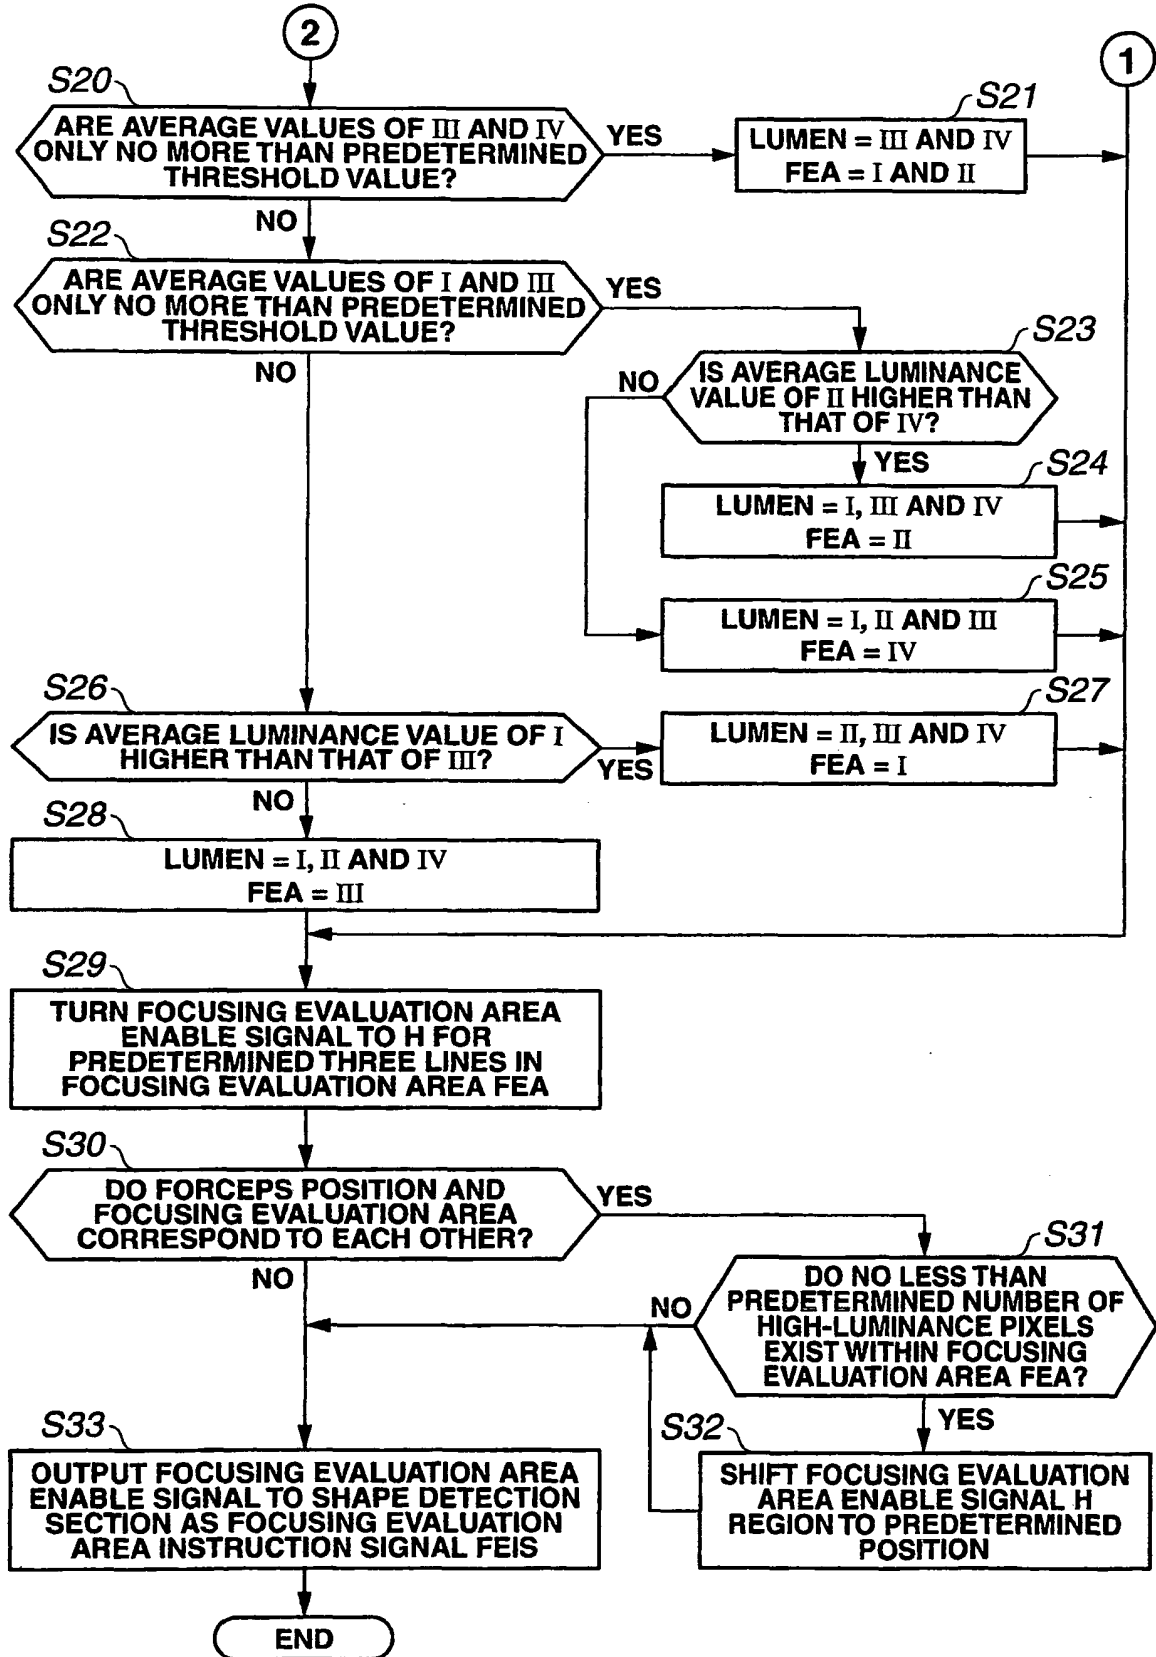 2
1
S20
ARE AVERAGE VALUES OF III AND IV
ONLY NO MORE THAN PREDETERMINED
THRESHOLD VALUE?
YES
S21
LUMEN = III AND IV
FEA = I AND II
NO
S22
ARE AVERAGE VALUES OF I AND III
ONLY NO MORE THAN PREDETERMINED
THRESHOLD VALUE?
YES
NO
S23
IS AVERAGE LUMINANCE
VALUE OF II HIGHER THAN
THAT OF IV?
NO
YES
S24
LUMEN = I, III AND IV
FEA = II
S25
LUMEN = I, II AND III
FEA = IV
S26
IS AVERAGE LUMINANCE VALUE OF I
HIGHER THAN THAT OF III?
YES
S27
LUMEN = II, III AND IV
FEA = I
NO
S28
LUMEN = I, II AND IV
FEA = III
S29
TURN FOCUSING EVALUATION AREA
ENABLE SIGNAL TO H FOR
PREDETERMINED THREE LINES IN
FOCUSING EVALUATION AREA FEA
S30
DO FORCEPS POSITION AND
FOCUSING EVALUATION AREA
CORRESPOND TO EACH OTHER?
YES
NO
S31
DO NO LESS THAN
PREDETERMINED NUMBER OF
HIGH-LUMINANCE PIXELS
EXIST WITHIN FOCUSING
EVALUATION AREA FEA?
NO
YES
S32
SHIFT FOCUSING EVALUATION
AREA ENABLE SIGNAL H
REGION TO PREDETERMINED
POSITION
S33
OUTPUT FOCUSING EVALUATION AREA
ENABLE SIGNAL TO SHAPE DETECTION
SECTION AS FOCUSING EVALUATION
AREA INSTRUCTION SIGNAL FEIS
END